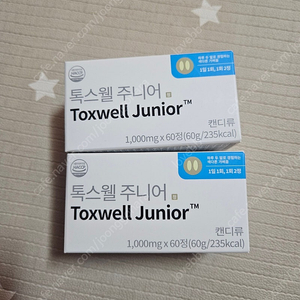 톡스웰 주니어
Toxwell Junior™
캔디류
1,000mg x 60정(60g/235kcal)
1일 1회, 1회 2정
톡스웰 주니어
Toxwell Junior™
캔디류
1,000mg x 60정(60g/235kcal)
1일 1회, 1회 2정